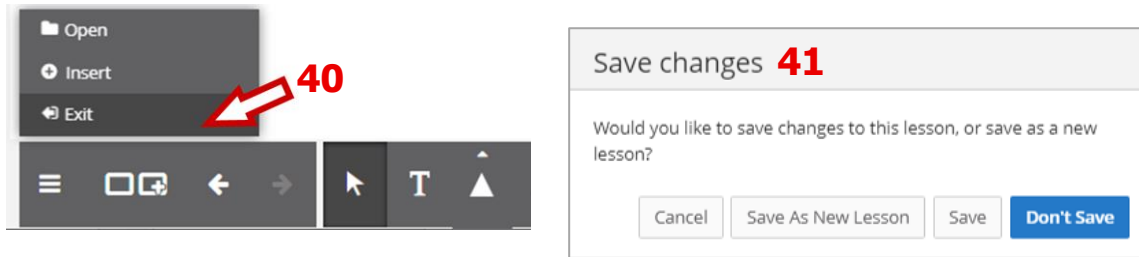 Open
Insert
Exit
40
T
Save changes 41
Would you like to save changes to this lesson, or save as a new
lesson?
Cancel Save As New Lesson Save Don't Save